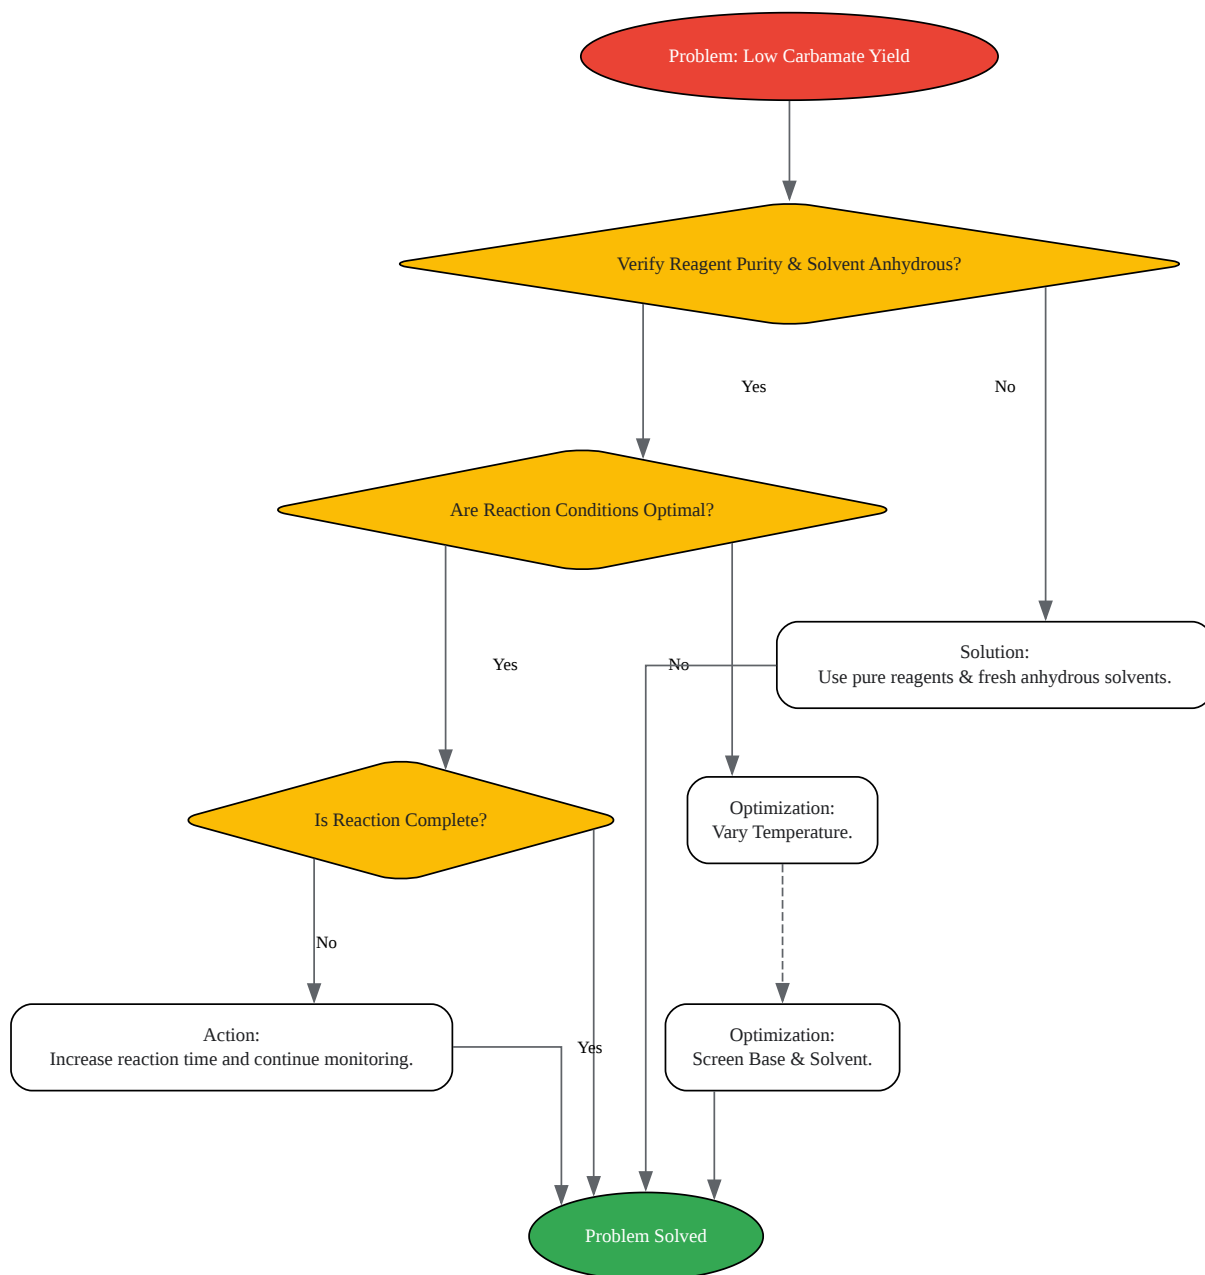 Problem: Low Carbamate Yield
Verify Reagent Purity & Solvent Anhydrous?
Yes
No
Are Reaction Conditions Optimal?
Yes
No
Solution:
Use pure reagents & fresh anhydrous solvents.
Is Reaction Complete?
Optimization:
Vary Temperature.
No
Action:
Increase reaction time and continue monitoring.
Yes
Optimization:
Screen Base & Solvent.
Problem Solved